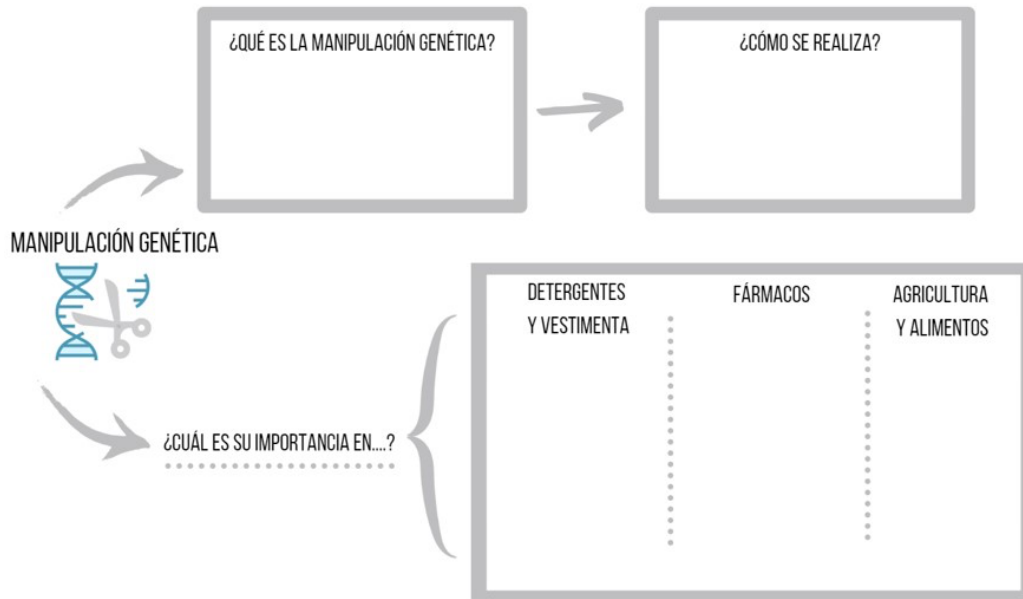 ¿QUÉ ES LA MANIPULACIÓN GENÉTICA?
¿CÓMO SE REALIZA?
MANIPULACIÓN GENÉTICA
DETERGENTES
Y VESTIMENTA
FÁRMACOS
AGRICULTURA
Y ALIMENTOS
¿CUÁL ES SU IMPORTANCIA EN....?